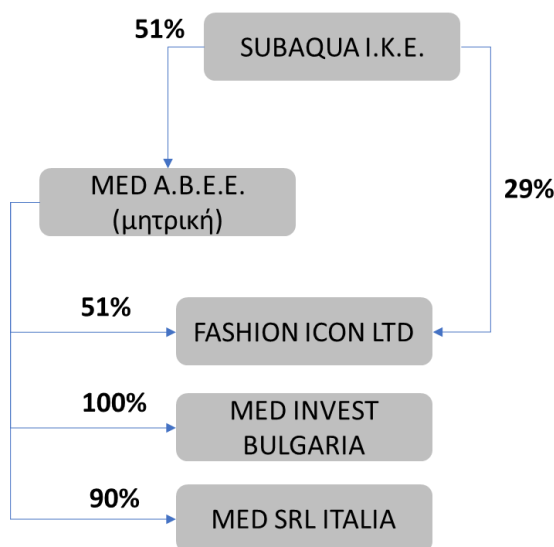 51%
SUBAQUA I.K.E.
MED A.B.E.E.
(μητρική)
29%
51%
FASHION ICON LTD
100%
MED INVEST
BULGARIA
90%
MED SRL ITALIA